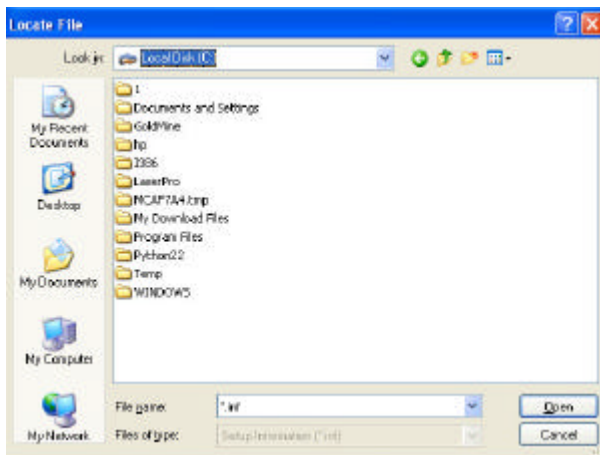 Locate File
Look in:
Local Disk (C:)
My Recent
Documents
Desktop
My Documents
My Computer
My Network
1
Documents and Settings
GoldMine
hp
I386
LaserPro
MCAF7A4.tmp
My Download Files
Program Files
Python22
Temp
WINDOWS
File name:
*.inf
Open
Files of type:
Setup Information (*.inf)
Cancel